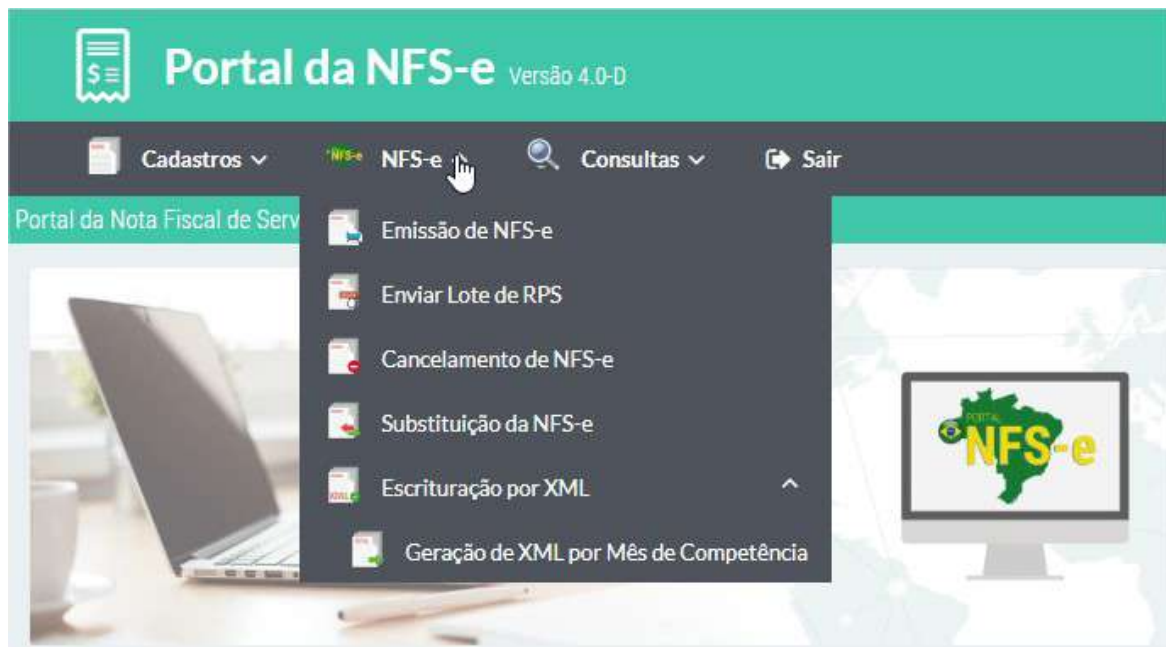 Portal da NFS-e Versão 4.0-D
Cadastros NFS-e Consultas Sair
Portal da Nota Fiscal de Serv
Emissão de NFS-e
Enviar Lote de RPS
Cancelamento de NFS-e
Substituição da NFS-e
Escrituração por XML
Geração de XML por Mês de Competência
PORTAL
NFS-e